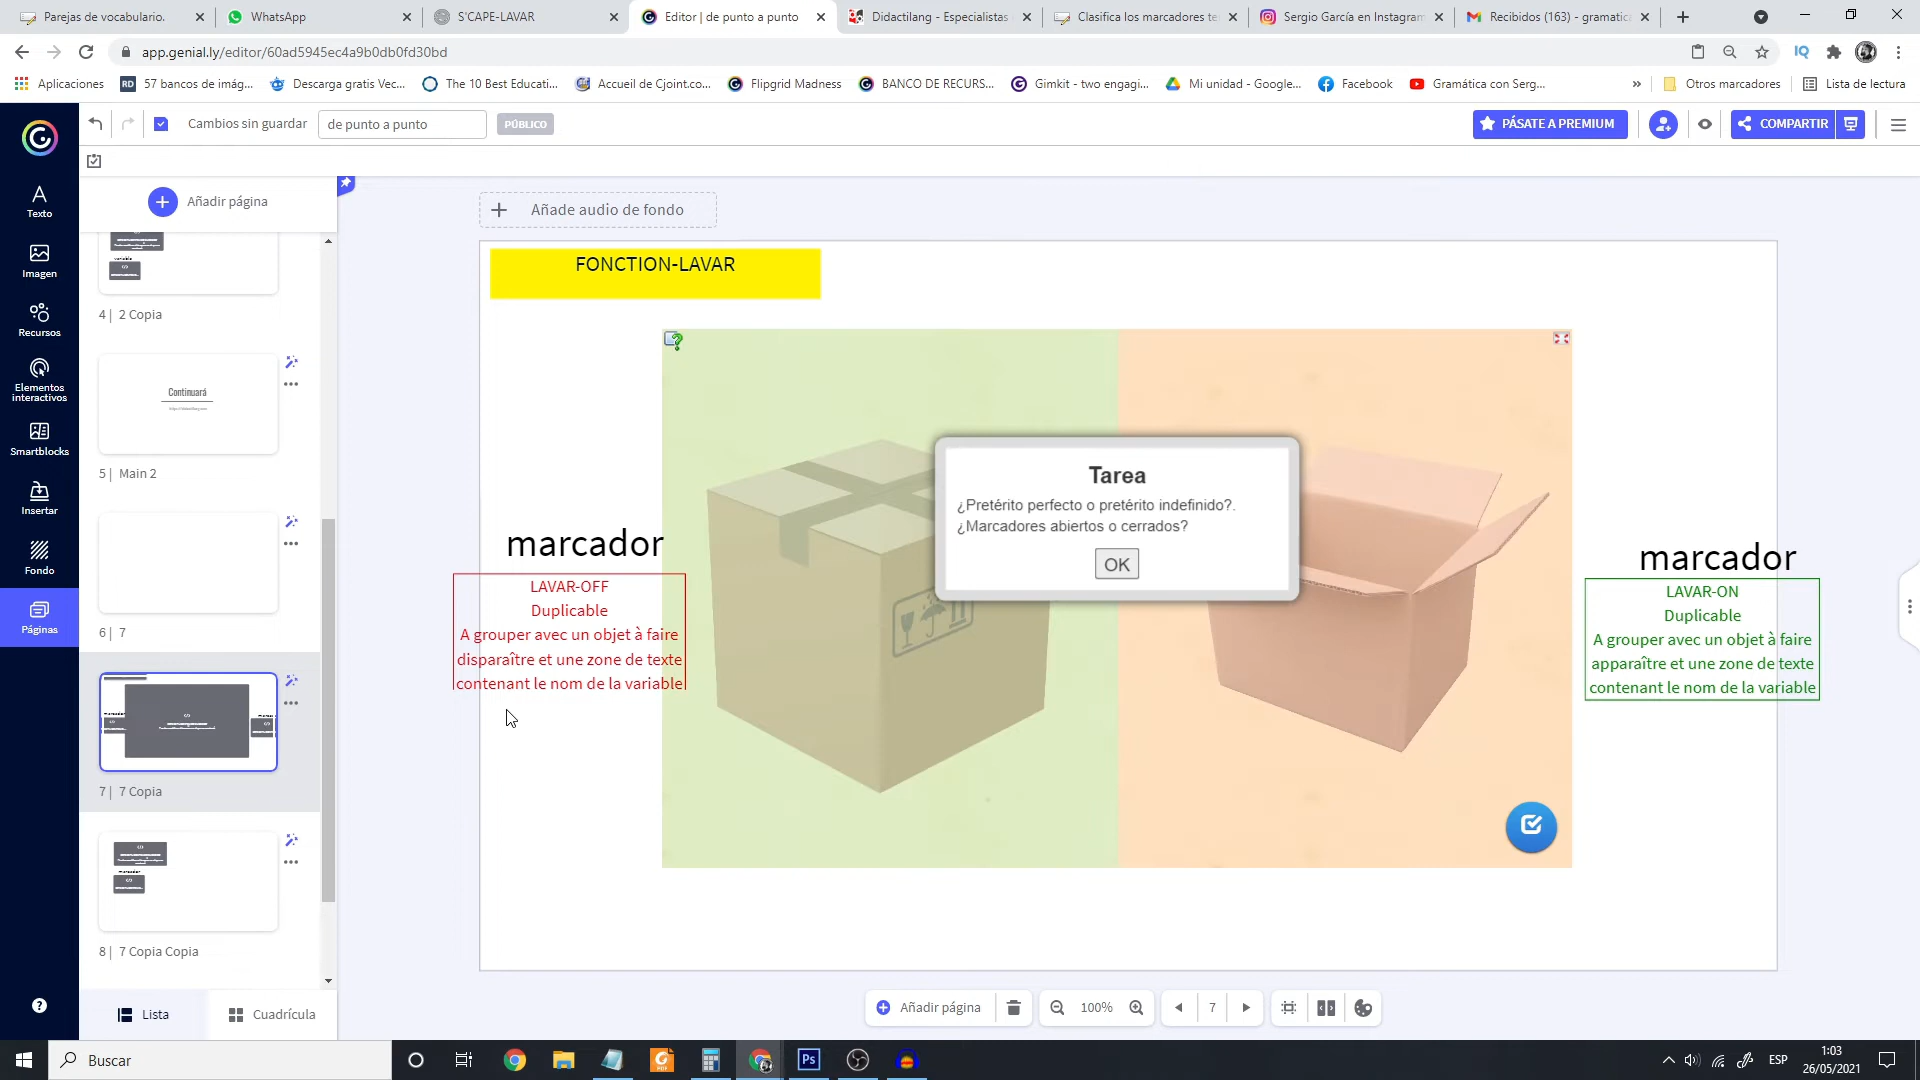 Parejas de vocabulario.
WhatsApp
S'CAPE-LAVAR
Editor | de punto a punto
Didactilang - Especialistas
Clasifica los marcadores te
Sergio García en Instagram
Recibidos (163) - gramatica
app.genial.ly/editor/60ad5945ec4a9b0db0fd30bd
Aplicaciones
RD
57 bancos de imág...
Descarga gratis Vec...
The 10 Best Educati...
Accueil de Cjoint.co...
Flipgrid Madness
BANCO DE RECURS...
Gimkit - two engagi...
Mi unidad - Google...
Facebook
Gramática con Serg...
»
Otros marcadores
Lista de lectura
Cambios sin guardar
de punto a punto
PÚBLICO
PÁSATE A PREMIUM
COMPARTIR
Texto
Imagen
Recursos
Elementos
interactivos
Smartblocks
Insertar
Fondo
Páginas
Añadir página
4 | 2 Copia
Continuará
5 | Main 2
6 | 7
7 | 7 Copia
8 | 7 Copia Copia
Lista
Cuadrícula
Añade audio de fondo
FONCTION-LAVAR
Tarea
¿Pretérito perfecto o pretérito indefinido?.
¿Marcadores abiertos o cerrados?
OK
marcador
LAVAR-OFF
Duplicable
A grouper avec un objet à faire
disparaître et une zone de texte
contenant le nom de la variable
marcador
LAVAR-ON
Duplicable
A grouper avec un objet à faire
apparaître et une zone de texte
contenant le nom de la variable
Añadir página
100%
7
Buscar
Ps
ESP
1:03
26/05/2021